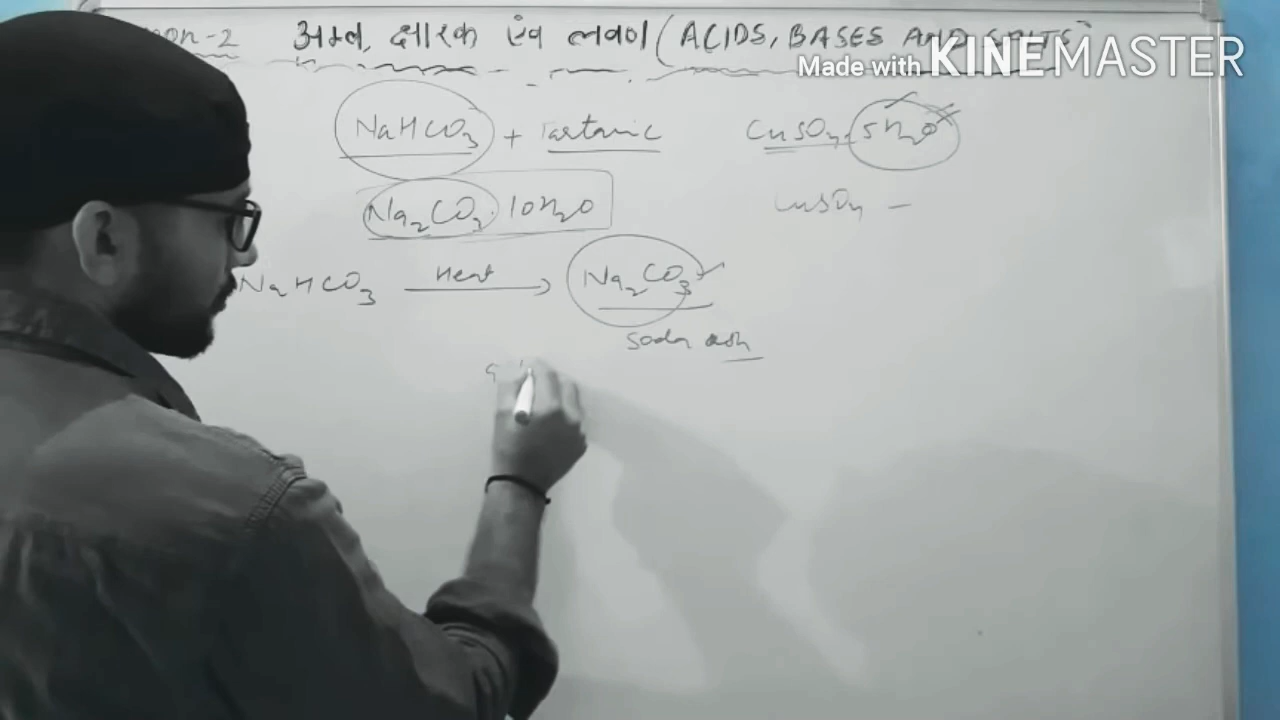 on-2 अम्ल, क्षारक एंव लवण (ACIDS, BASES AND SALTS
Made with KINEMASTER
NaHCO3 + Tartaric
CuSO4 . 5H2O
Na2CO3 . 10H2O
CuSO4 —
NaHCO3 Heat → Na2CO3
Soda ash